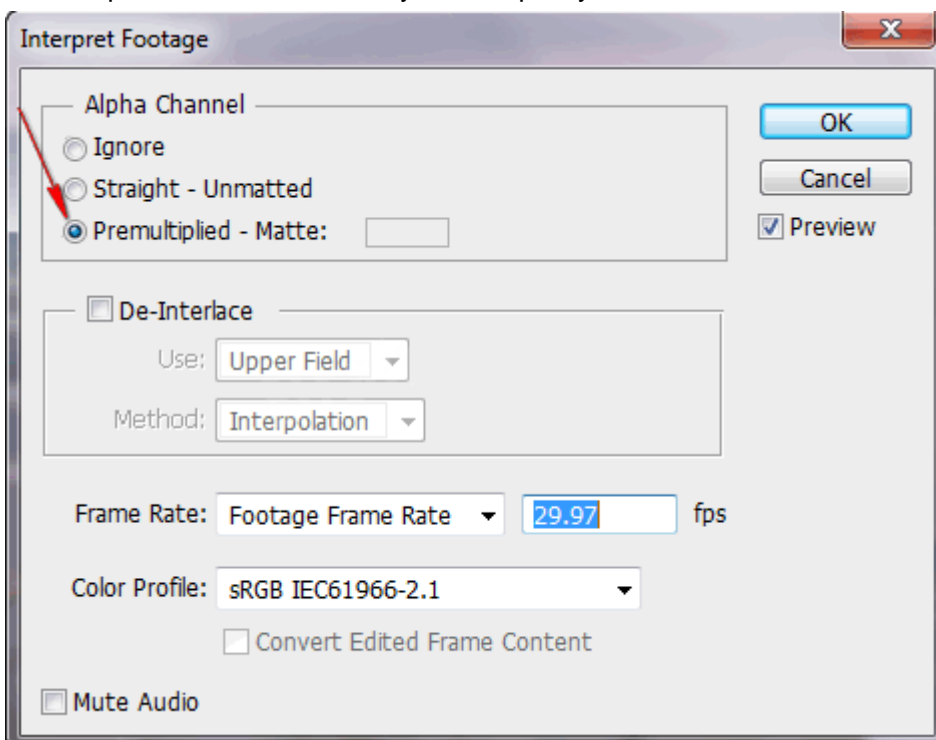 Interpret Footage
Alpha Channel
OK
Ignore
Straight - Unmatted
Cancel
Premultiplied - Matte:
Preview
De-Interlace
Use: Upper Field
Method: Interpolation
Frame Rate: Footage Frame Rate 29.97 fps
Color Profile: sRGB IEC61966-2.1
Convert Edited Frame Content
Mute Audio